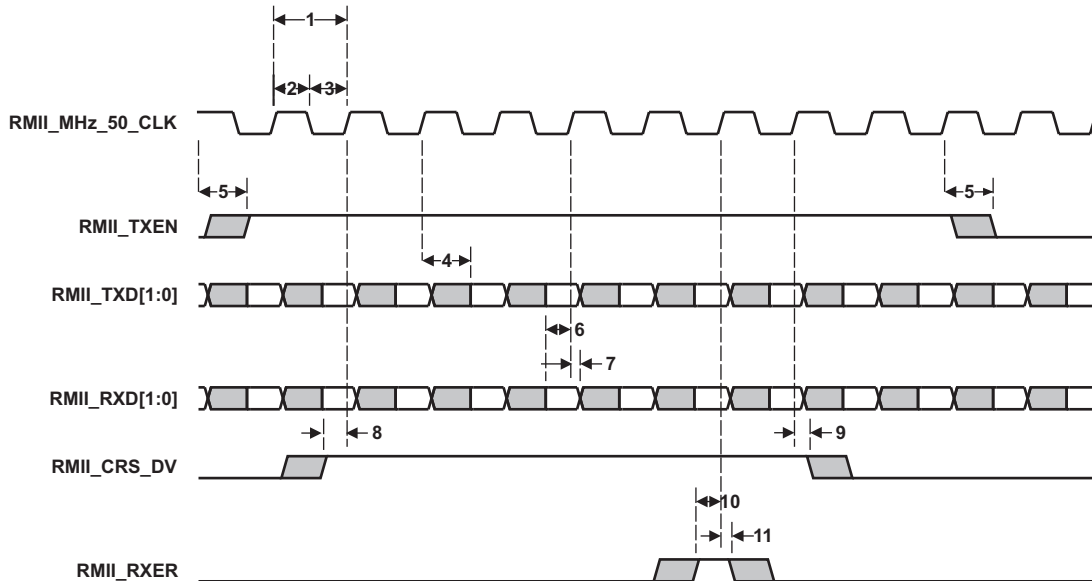 1
2
3
RMII_MHz_50_CLK
5
5
RMII_TXEN
4
RMII_TXD[1:0]
6
7
RMII_RXD[1:0]
8
9
RMII_CRS_DV
10
11
RMII_RXER